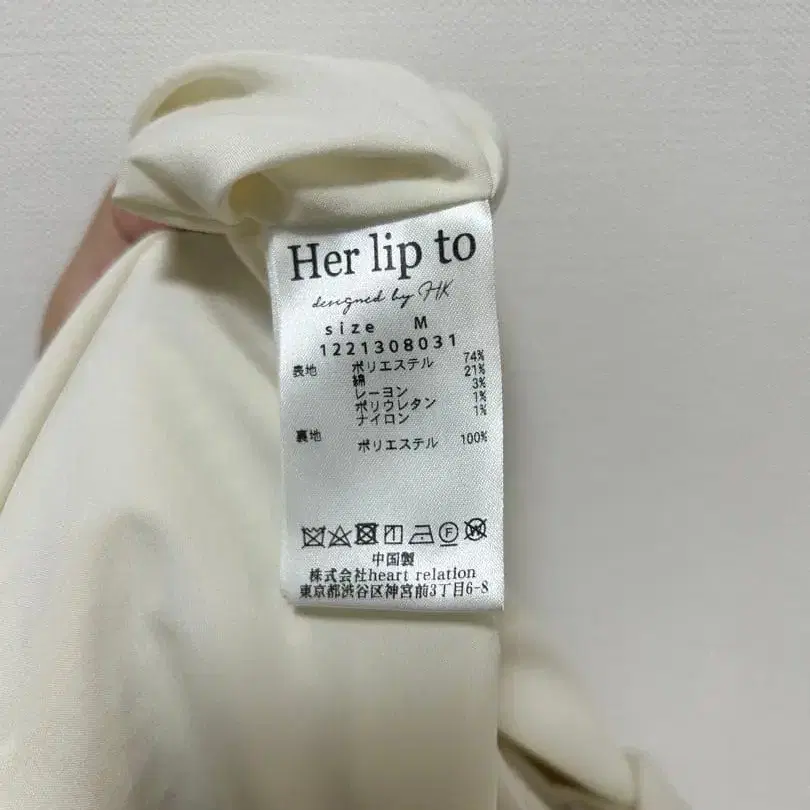 Her lip to
designed by HK
size M
1221308031
表地 ポリエステル 74%
綿 21%
レーヨン 3%
ポリウレタン 1%
ナイロン 1%
裏地 ポリエステル 100%
中国製
株式会社heart relation
東京都渋谷区神宮前3丁目6-8